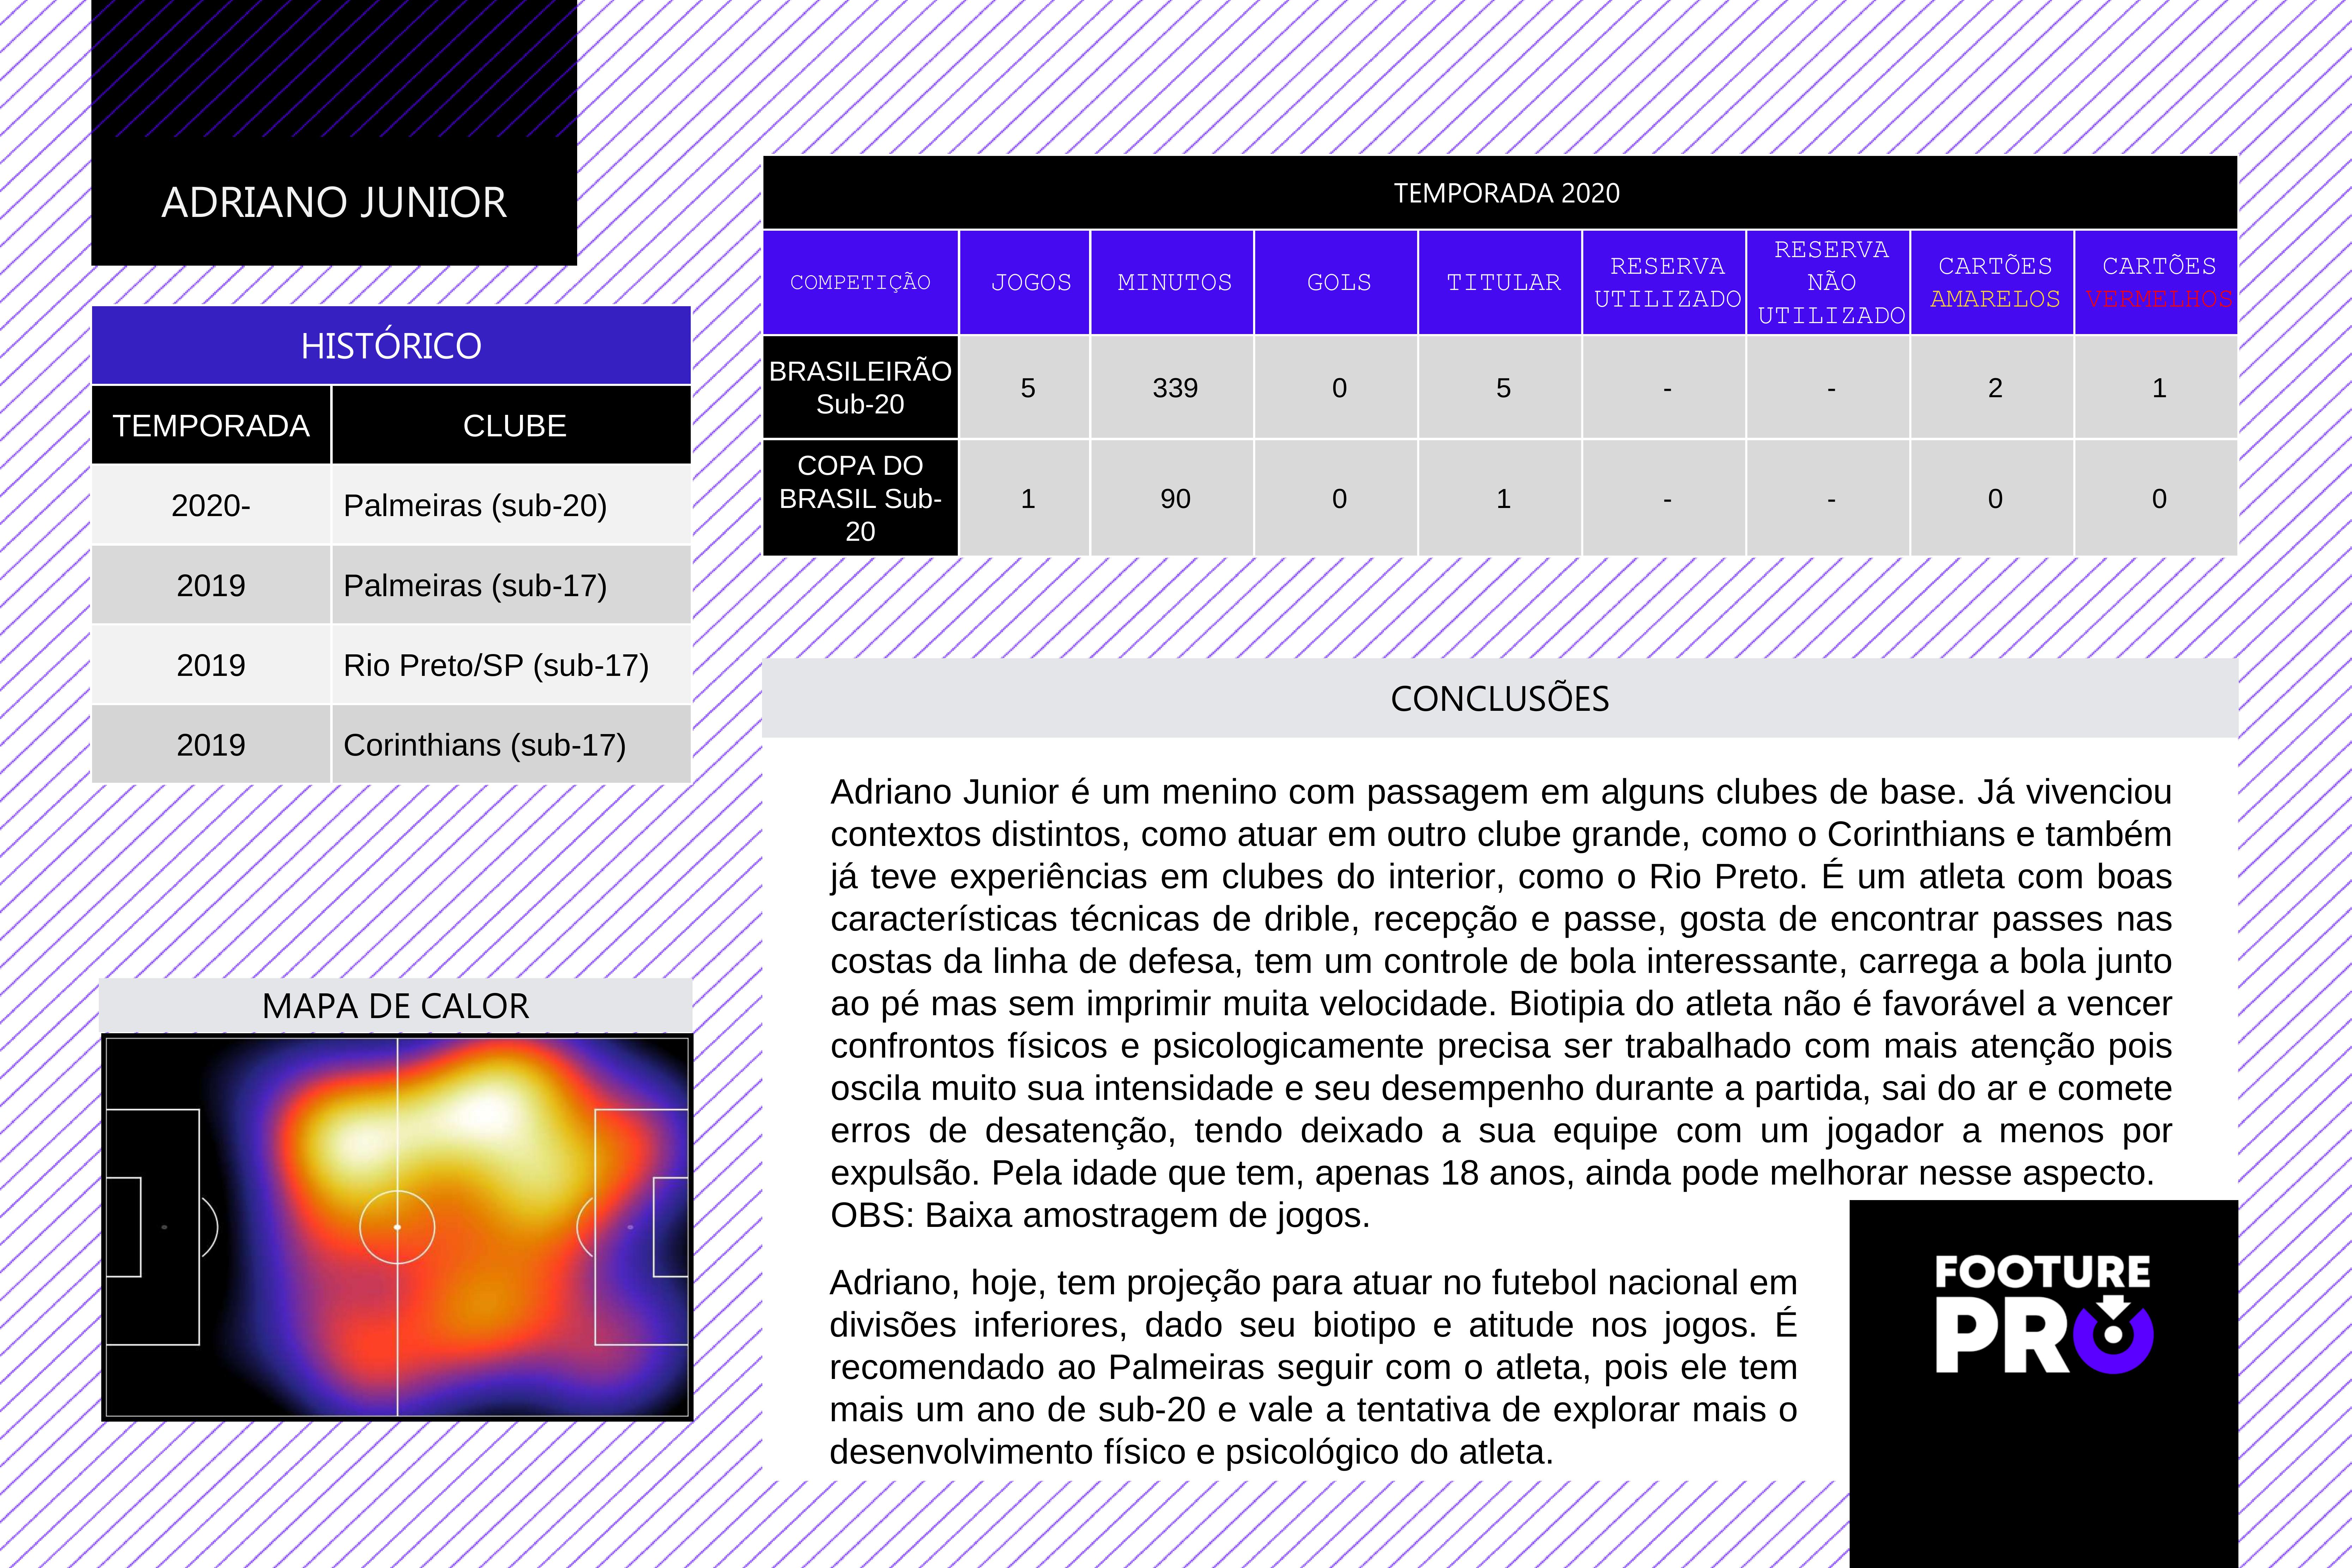 ADRIANO JUNIOR
HISTÓRICO
TEMPORADA CLUBE
2020- Palmeiras (sub-20)
2019 Palmeiras (sub-17)
2019 Rio Preto/SP (sub-17)
2019 Corinthians (sub-17)
MAPA DE CALOR
TEMPORADA 2020
COMPETIÇÃO JOGOS MINUTOS GOLS TITULAR RESERVA UTILIZADO RESERVA NÃO UTILIZADO CARTÕES AMARELOS CARTÕES VERMELHOS
BRASILEIRÃO Sub-20 5 339 0 5 - - 2 1
COPA DO BRASIL Sub-20 1 90 0 1 - - 0 0
CONCLUSÕES
Adriano Junior é um menino com passagem em alguns clubes de base. Já vivenciou
contextos distintos, como atuar em outro clube grande, como o Corinthians e também
já teve experiências em clubes do interior, como o Rio Preto. É um atleta com boas
características técnicas de drible, recepção e passe, gosta de encontrar passes nas
costas da linha de defesa, tem um controle de bola interessante, carrega a bola junto
ao pé mas sem imprimir muita velocidade. Biotipia do atleta não é favorável a vencer
confrontos físicos e psicologicamente precisa ser trabalhado com mais atenção pois
oscila muito sua intensidade e seu desempenho durante a partida, sai do ar e comete
erros de desatenção, tendo deixado a sua equipe com um jogador a menos por
expulsão. Pela idade que tem, apenas 18 anos, ainda pode melhorar nesse aspecto.
OBS: Baixa amostragem de jogos.
Adriano, hoje, tem projeção para atuar no futebol nacional em
divisões inferiores, dado seu biotipo e atitude nos jogos. É
recomendado ao Palmeiras seguir com o atleta, pois ele tem
mais um ano de sub-20 e vale a tentativa de explorar mais o
desenvolvimento físico e psicológico do atleta.
FOOTURE
PRO